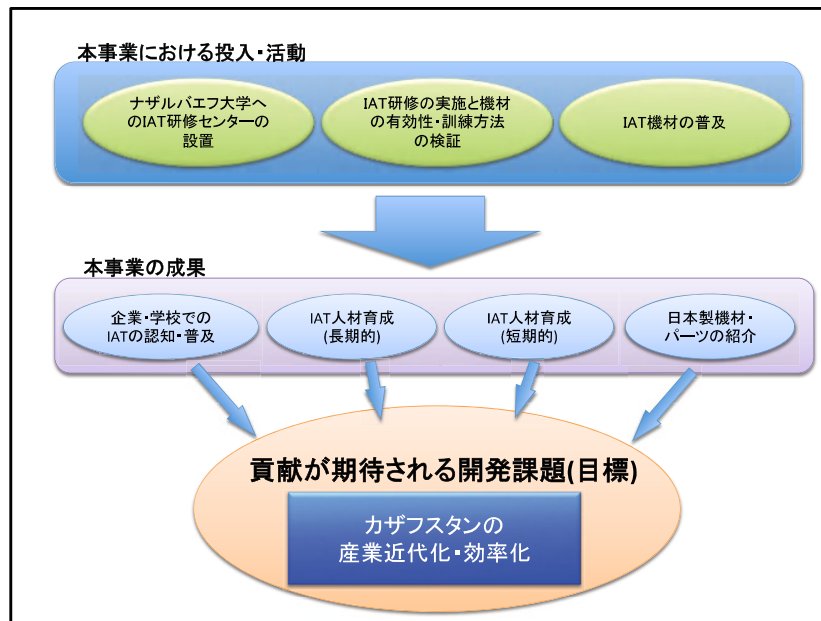 本事業における投入・活動
ナザルバエフ大学へ
のIAT研修センターの
設置
IAT研修の実施と機材
の有効性・訓練方法
の検証
IAT機材の普及
本事業の成果
企業・学校での
IATの認知・普及
IAT人材育成
(長期的)
IAT人材育成
(短期的)
日本製機材・
パーツの紹介
貢献が期待される開発課題(目標)
カザフスタンの
産業近代化・効率化